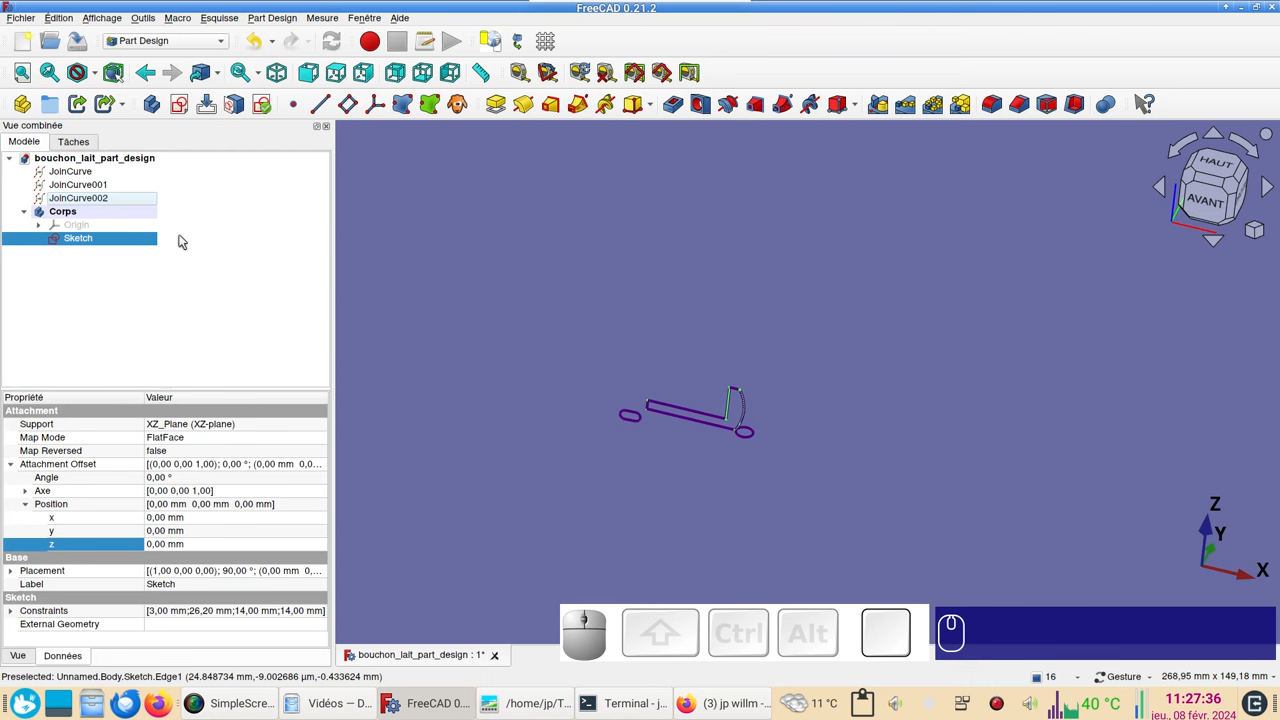 FreeCAD 0.21.2
Fichier Édition Affichage Outils Macro Esquisse Part Design Mesure Fenêtre Aide
Part Design
Vue combinée
Modèle Tâches
bouchon_lait_part_design
JoinCurve
JoinCurve001
JoinCurve002
Corps
Origin
Sketch
HAUT
AVANT
Propriété Valeur
Attachment
Support XZ_Plane (XZ-plane)
Map Mode FlatFace
Map Reversed false
Attachment Offset [(0,00 0,00 1,00); 0,00 °; (0,00 mm 0,0...
Angle 0,00 °
Axe [0,00 0,00 1,00]
Position [0,00 mm 0,00 mm 0,00 mm]
x 0,00 mm
y 0,00 mm
z 0,00 mm
Base
Placement [(1,00 0,00 0,00); 90,00 °; (0,00 mm 0,...
Label Sketch
Sketch
Constraints [3,00 mm;26,20 mm;14,00 mm;14,00 mm]
External Geometry
Z
Y
X
Ctrl Alt
Vue Données
bouchon_lait_part_design : 1*
Preselected: Unnamed.Body.Sketch.Edge1 (24.848734 mm,-9.002686 µm,-0.433624 mm)
16 Gesture 268,95 mm x 149,18 mm
SimpleScre... Vidéos — D... FreeCAD 0... /home/jp/T... Terminal - j... (3) jp willm -... 11 °C 40 °C
11:27:36
jeu., 08 févr. 2024